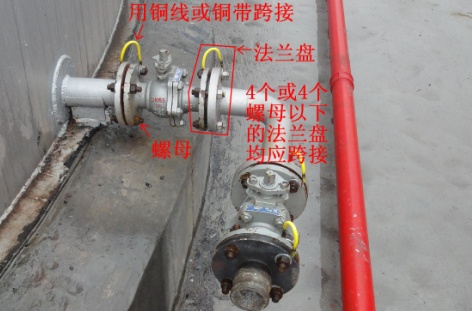 用铜线或铜带跨接
法兰盘
4个或4个
螺母以下
的法兰盘
均应跨接
螺母